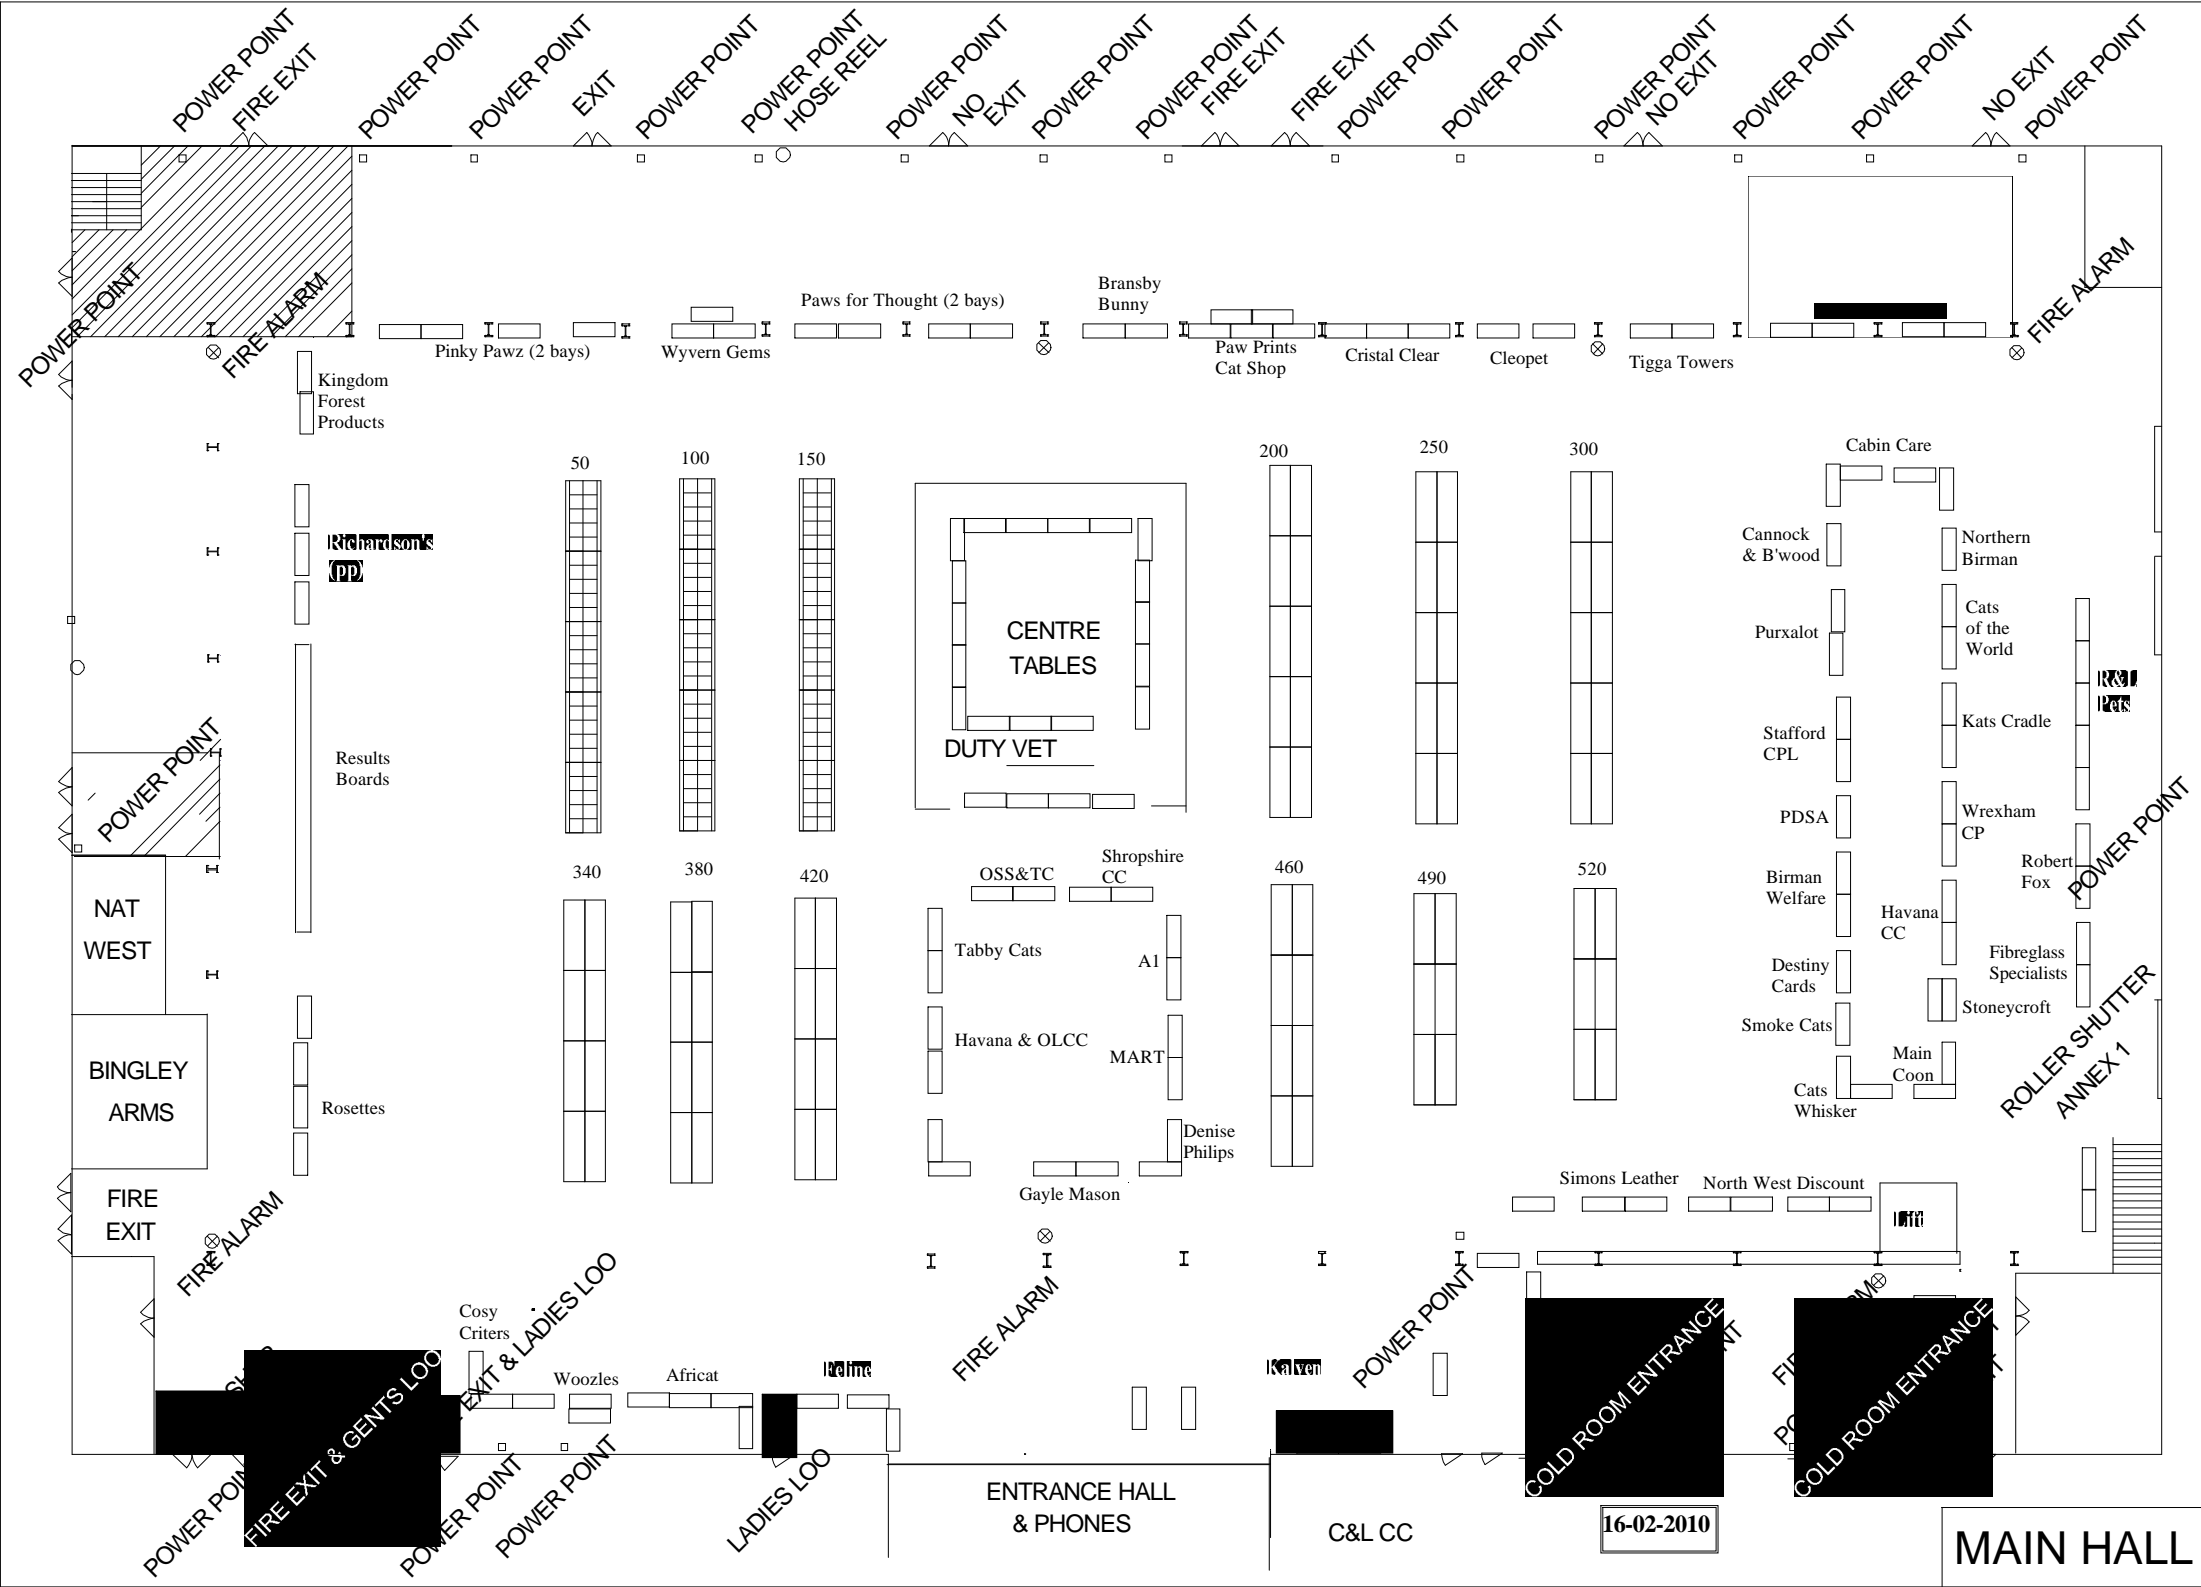 POWER POINT
FIRE EXIT
POWER POINT
POWER POINT
EXIT
POWER POINT
POWER POINT
HOSE REEL
POWER POINT
NO
EXIT
POWER POINT
POWER POINT
FIRE EXIT
FIRE EXIT
POWER POINT
POWER POINT
POWER POINT
NO EXIT
POWER POINT
POWER POINT
NO EXIT
POWER POINT
POWER POINT
FIRE ALARM
Pinky Pawz (2 bays)
Wyvern Gems
Paws for Thought (2 bays)
Bransby
Bunny
Paw Prints
Cat Shop
Cristal Clear
Cleopet
Tigga Towers
FIRE ALARM
Kingdom
Forest
Products
50
100
150
200
250
300
Cabin Care
Richardson's
(pp)
Cannock
& B'wood
Northern
Birman
CENTRE
TABLES
Purxalot
Cats
of the
World
R&L
Pets
DUTY VET
Stafford
CPL
Kats Cradle
POWER POINT
Results
Boards
PDSA
Wrexham
CP
POWER POINT
340
380
420
OSS&TC
Shropshire
CC
460
490
520
Birman
Welfare
Robert
Fox
NAT
WEST
Havana
CC
Tabby Cats
A1
Destiny
Cards
Fibreglass
Specialists
Stoneycroft
Havana & OLCC
MART
Smoke Cats
Main
Coon
ROLLER SHUTTER
ANNEX 1
BINGLEY
ARMS
Rosettes
Cats
Whisker
Denise
Philips
Gayle Mason
Simons Leather
North West Discount
Lift
FIRE
EXIT
FIRE ALARM
Cosy
Criters
EXIT & LADIES LOO
FIRE ALARM
POWER POINT
Woozles
Africat
Feline
Kalven
FIRE EXIT & GENTS LOO
COLD ROOM ENTRANCE
COLD ROOM ENTRANCE
POWER POINT
POWER POINT
POWER POINT
LADIES LOO
ENTRANCE HALL
& PHONES
C&L CC
16-02-2010
MAIN HALL